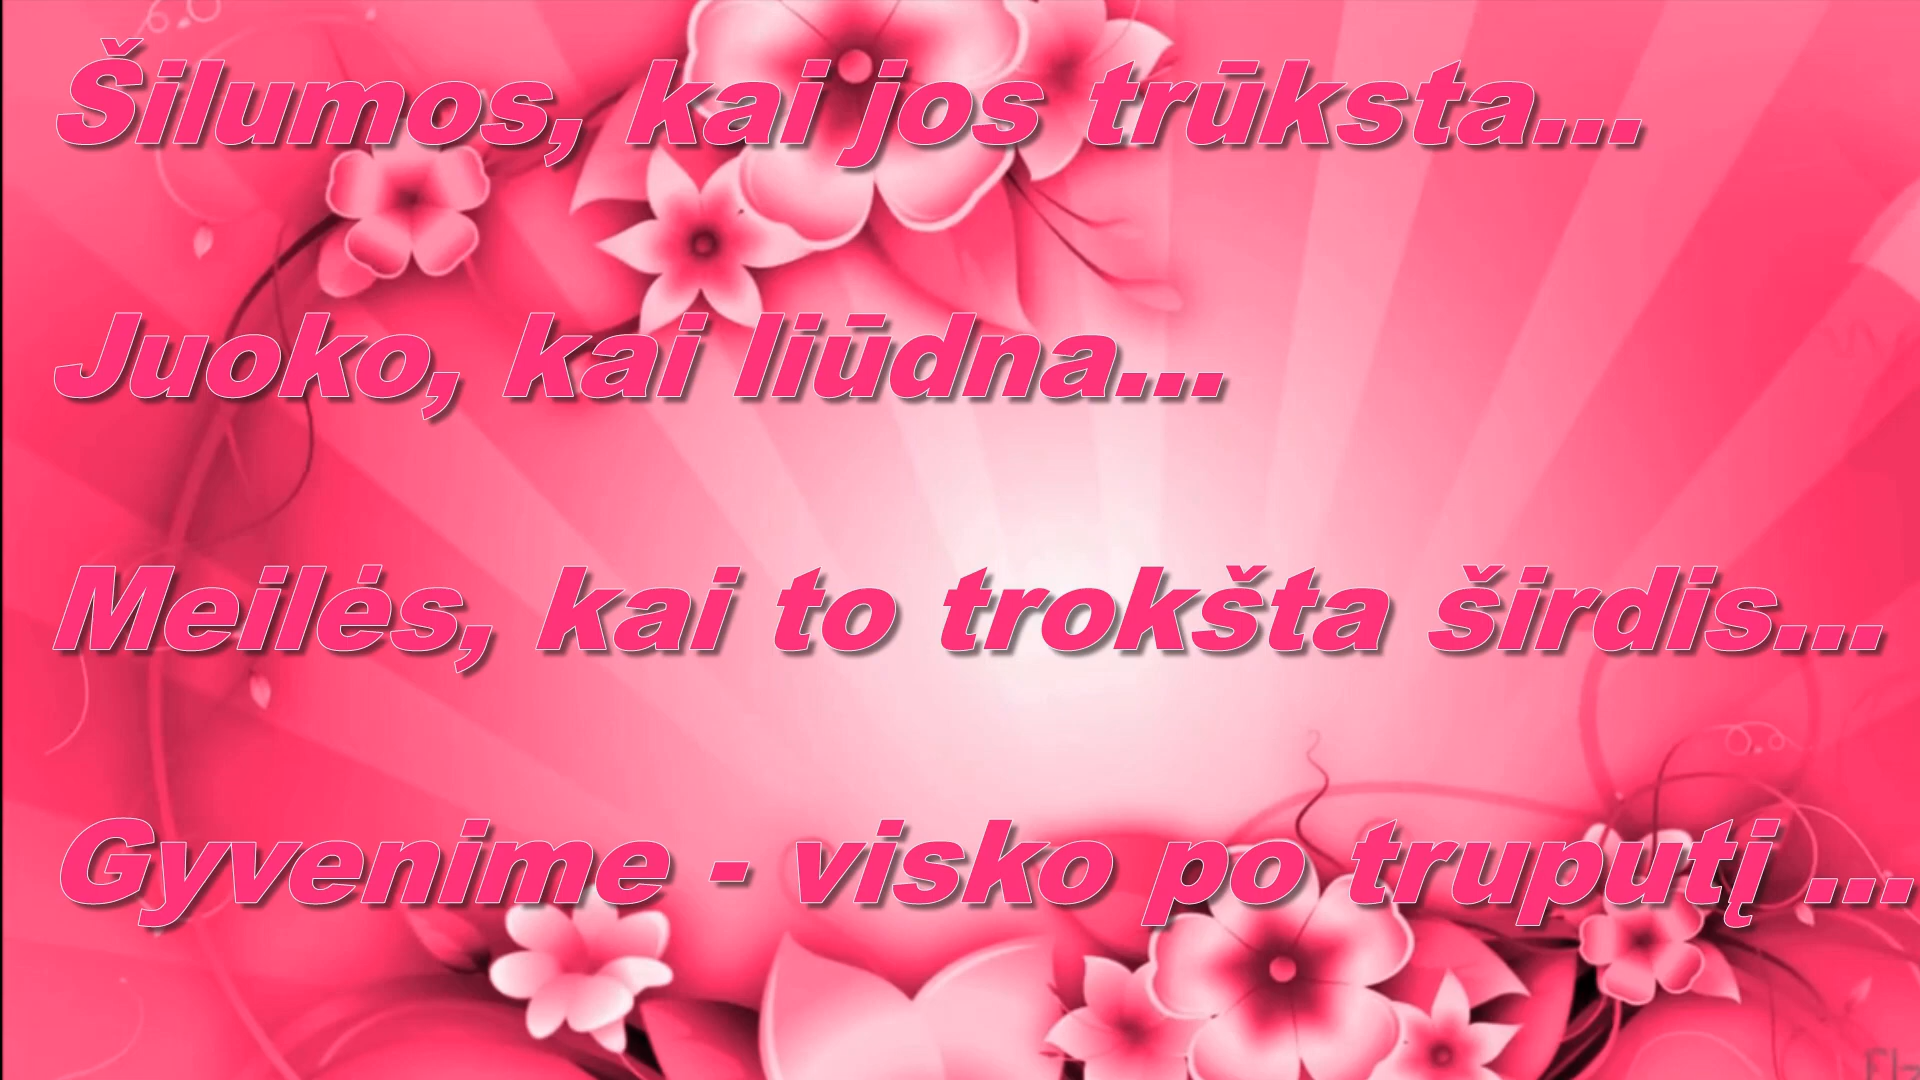 Šilumos, kai jos trūksta...
Juoko, kai liūdna...
Meilės, kai to trokšta širdis...
Gyvenime - visko po truputį ...